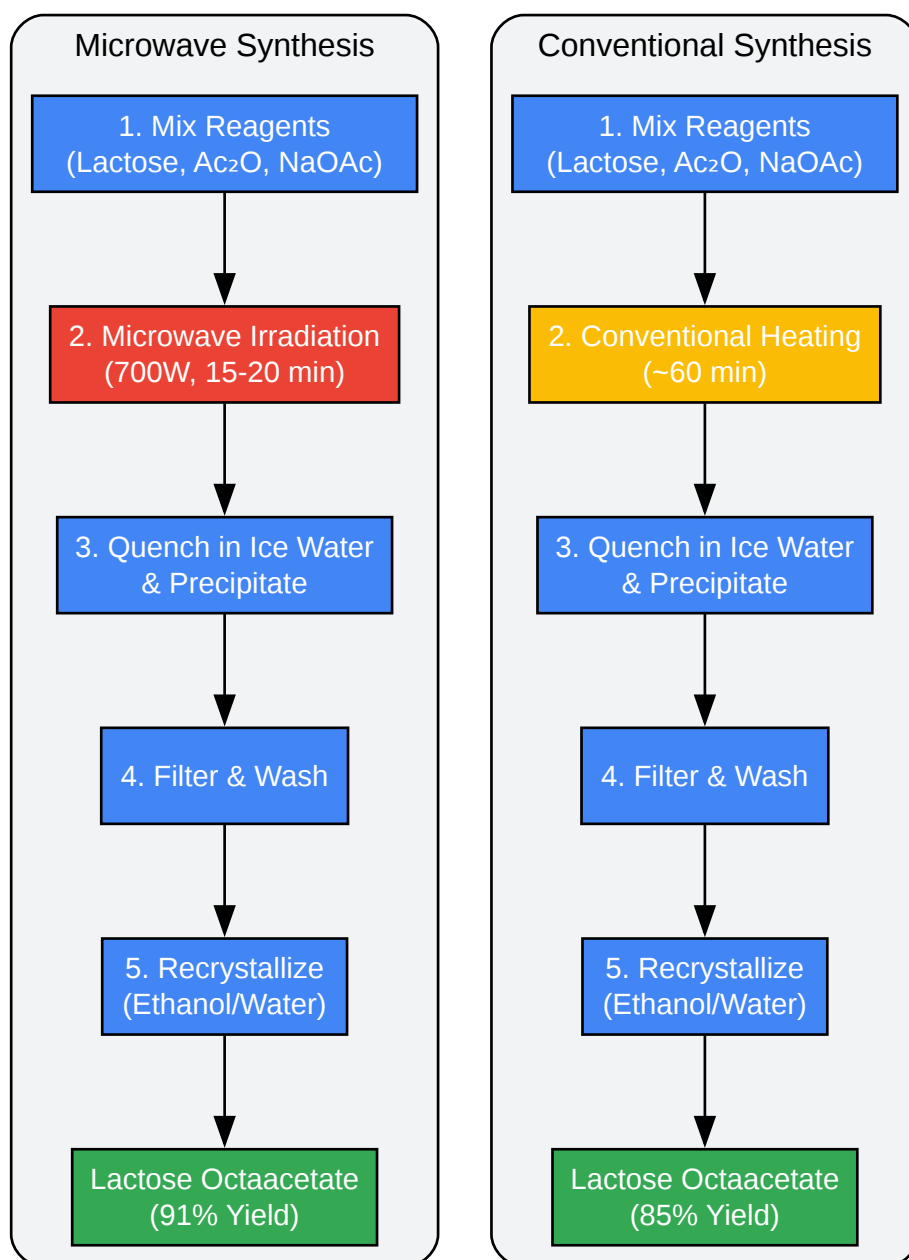 Microwave Synthesis
1. Mix Reagents
(Lactose, Ac₂O, NaOAc)
2. Microwave Irradiation
(700W, 15-20 min)
3. Quench in Ice Water
& Precipitate
4. Filter & Wash
5. Recrystallize
(Ethanol/Water)
Lactose Octaacetate
(91% Yield)
Conventional Synthesis
1. Mix Reagents
(Lactose, Ac₂O, NaOAc)
2. Conventional Heating
(~60 min)
3. Quench in Ice Water
& Precipitate
4. Filter & Wash
5. Recrystallize
(Ethanol/Water)
Lactose Octaacetate
(85% Yield)